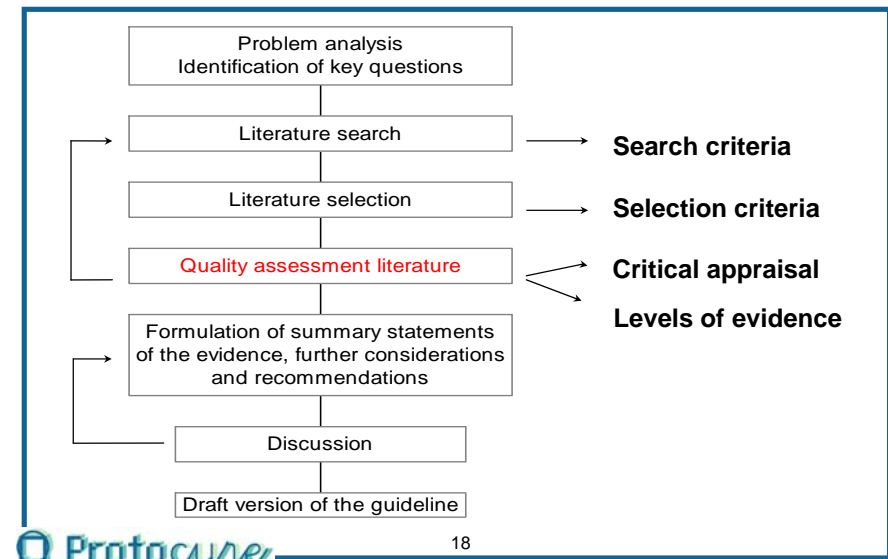 Problem analysis
Identification of key questions
Literature search
Search criteria
Literature selection
Selection criteria
Quality assessment literature
Critical appraisal
Levels of evidence
Formulation of summary statements
of the evidence, further considerations
and recommendations
Discussion
Draft version of the guideline
18
Protocure